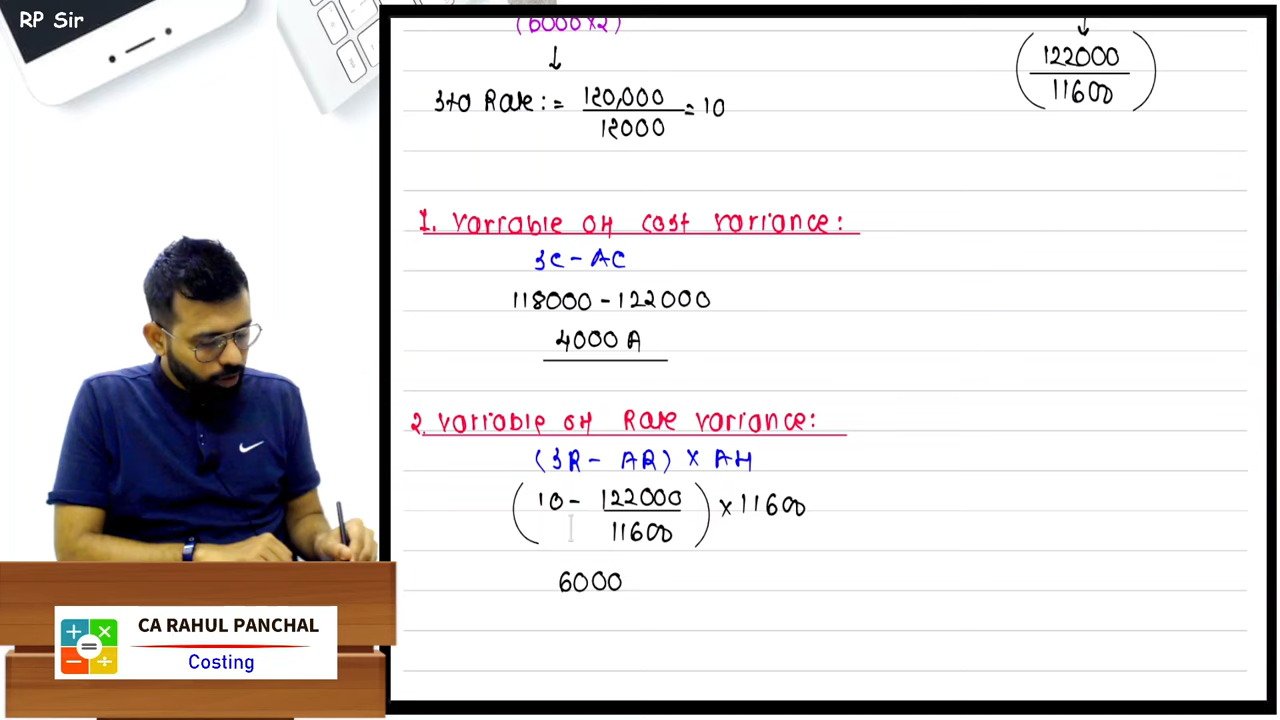 RP Sir
(6000×2)
↓
Std Rate := 120,000 / 12000 = 10
↓
(122000 / 11600)
1. Variable OH Cost Variance:
SC - AC
118000 - 122000
4000 A
2. Variable OH Rate Variance:
(SR - AR) × AH
(10 - 122000 / 11600) × 11600
6000
CA RAHUL PANCHAL
Costing